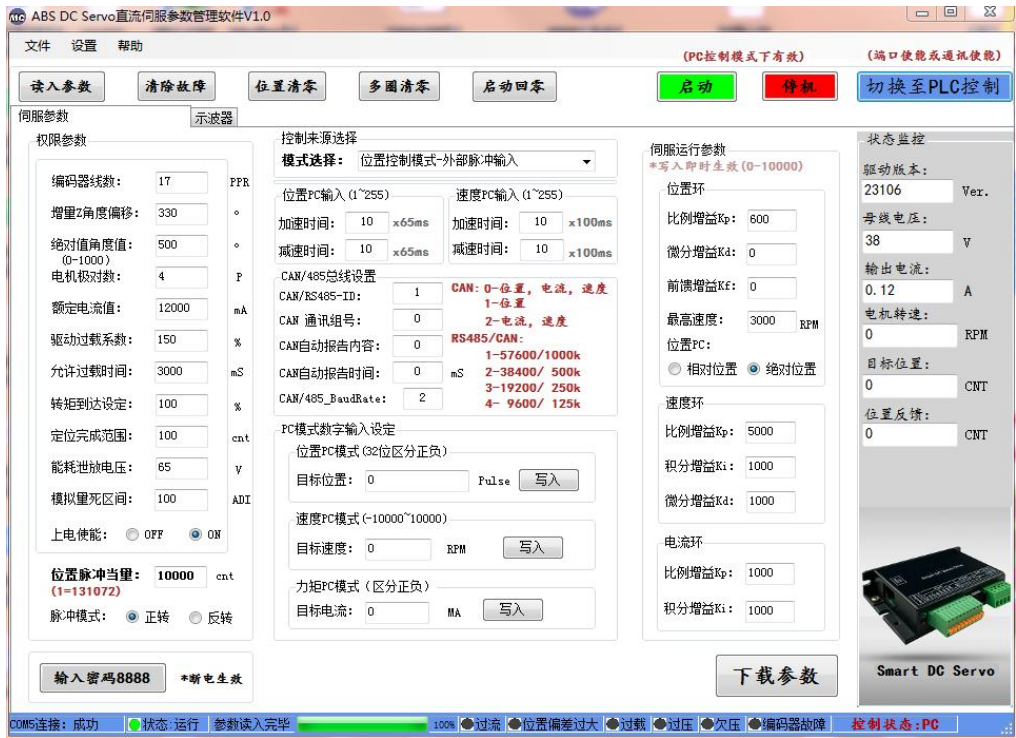 ABS DC Servo直流伺服参数管理软件V1.0
文件 设置 帮助
(PC控制模式下有效) (端口使能或通讯使能)
读入参数 清除故障 位置清零 多圈清零 启动回零 启动 停机 切换至PLC控制
伺服参数 示波器
权限参数
编码器线数: 17 PPR
增量Z角度偏移: 330 °
绝对值角度值: 500 °
(0-1000)
电机极对数: 4 P
额定电流值: 12000 mA
驱动过载系数: 150 %
允许过载时间: 3000 mS
转矩到达设定: 100 %
定位完成范围: 100 cnt
能耗泄放电压: 65 V
模拟量死区间: 100 ADI
上电使能: OFF ON
位置脉冲当量: 10000 cnt
(1=131072)
脉冲模式: 正转 反转
输入密码8888 *断电生效
控制来源选择
模式选择: 位置控制模式-外部脉冲输入
位置PC输入(1~255)
加速时间: 10 x65ms
减速时间: 10 x65ms
速度PC输入(1~255)
加速时间: 10 x100ms
减速时间: 10 x100ms
CAN/485总线设置
CAN/RS485-ID: 1
CAN 通讯组号: 0
CAN自动报告内容: 0
CAN自动报告时间: 0 mS
CAN/485_BaudRate: 2
CAN: 0-位置, 电流, 速度
1-位置
2-电流, 速度
RS485/CAN:
1-57600/1000k
2-38400/ 500k
3-19200/ 250k
4- 9600/ 125k
PC模式数字输入设定
位置PC模式(32位区分正负)
目标位置: 0 Pulse 写入
速度PC模式(-10000~10000)
目标速度: 0 RPM 写入
力矩PC模式(区分正负)
目标电流: 0 MA 写入
伺服运行参数
*写入即时生效(0-10000)
位置环
比例增益Kp: 600
微分增益Kd: 0
前馈增益Kf: 0
最高速度: 3000 RPM
位置PC:
相对位置 绝对位置
速度环
比例增益Kp: 5000
积分增益Ki: 1000
微分增益Kd: 1000
电流环
比例增益Kp: 1000
积分增益Ki: 1000
下载参数
状态监控
驱动版本:
23106 Ver.
母线电压:
38 V
输出电流:
0.12 A
电机转速:
0 RPM
目标位置:
0 CNT
位置反馈:
0 CNT
Smart DC Servo
COM5连接: 成功 状态:运行 参数读入完毕 100% 过流 位置偏差过大 过载 过压 欠压 编码器故障 控制状态:PC